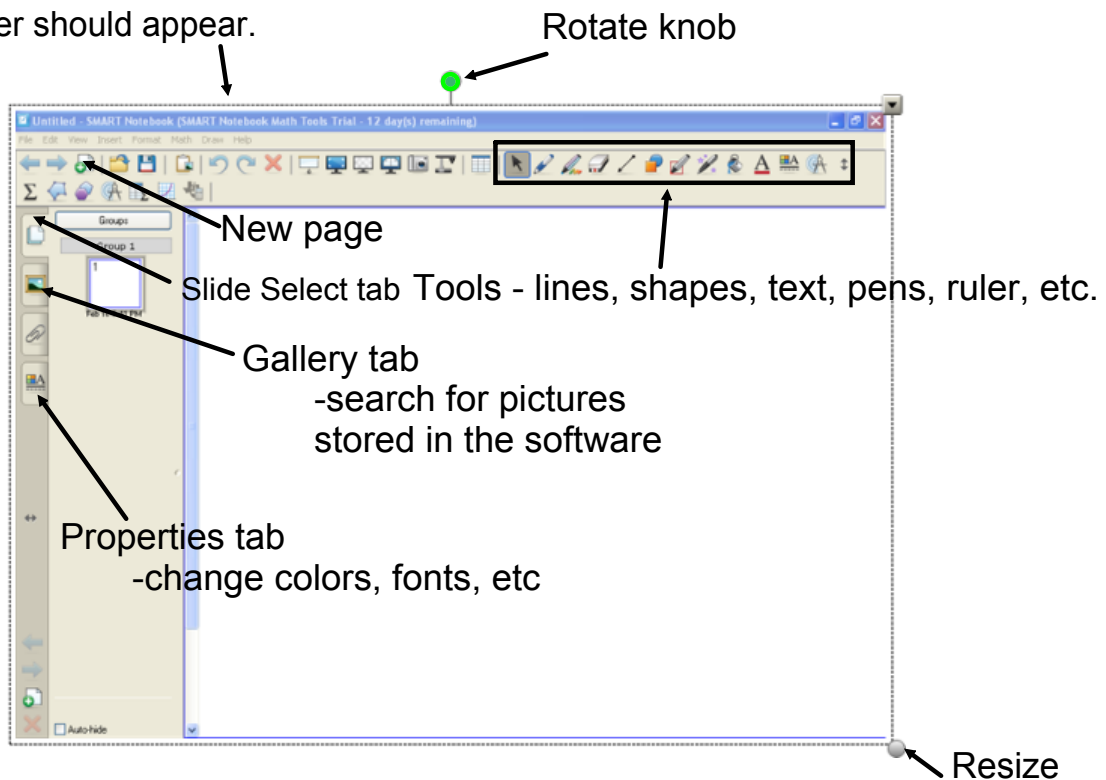 er should appear.
Rotate knob
Untitled - SMART Notebook (SMART Notebook Math Tools Trial - 12 day(s) remaining)
File Edit View Insert Format Math Draw Help
Groups
New page
Group 1
1
Slide Select tab
Tools - lines, shapes, text, pens, ruler, etc.
Gallery tab
-search for pictures
stored in the software
Properties tab
-change colors, fonts, etc
Auto-hide
Resize